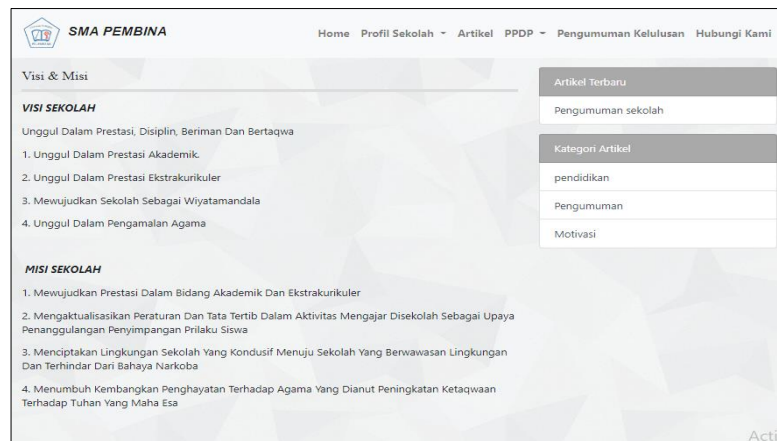 SMA PEMBINA
Home Profil Sekolah Artikel PPDP Pengumuman Kelulusan Hubungi Kami
Visi & Misi
VISI SEKOLAH
Unggul Dalam Prestasi, Disiplin, Beriman Dan Bertaqwa
1. Unggul Dalam Prestasi Akademik.
2. Unggul Dalam Prestasi Ekstrakurikuler
3. Mewujudkan Sekolah Sebagai Wiyatamandala
4. Unggul Dalam Pengamalan Agama
MISI SEKOLAH
1. Mewujudkan Prestasi Dalam Bidang Akademik Dan Ekstrakurikuler
2. Mengaktualisasikan Peraturan Dan Tata Tertib Dalam Aktivitas Mengajar Disekolah Sebagai Upaya
Penanggulangan Penyimpangan Prilaku Siswa
3. Menciptakan Lingkungan Sekolah Yang Kondusif Menuju Sekolah Yang Berwawasan Lingkungan
Dan Terhindar Dari Bahaya Narkoba
4. Menumbuh Kembangkan Penghayatan Terhadap Agama Yang Dianut Peningkatan Ketaqwaan
Terhadap Tuhan Yang Maha Esa
Artikel Terbaru
Pengumuman sekolah
Kategori Artikel
pendidikan
Pengumuman
Motivasi
Acti